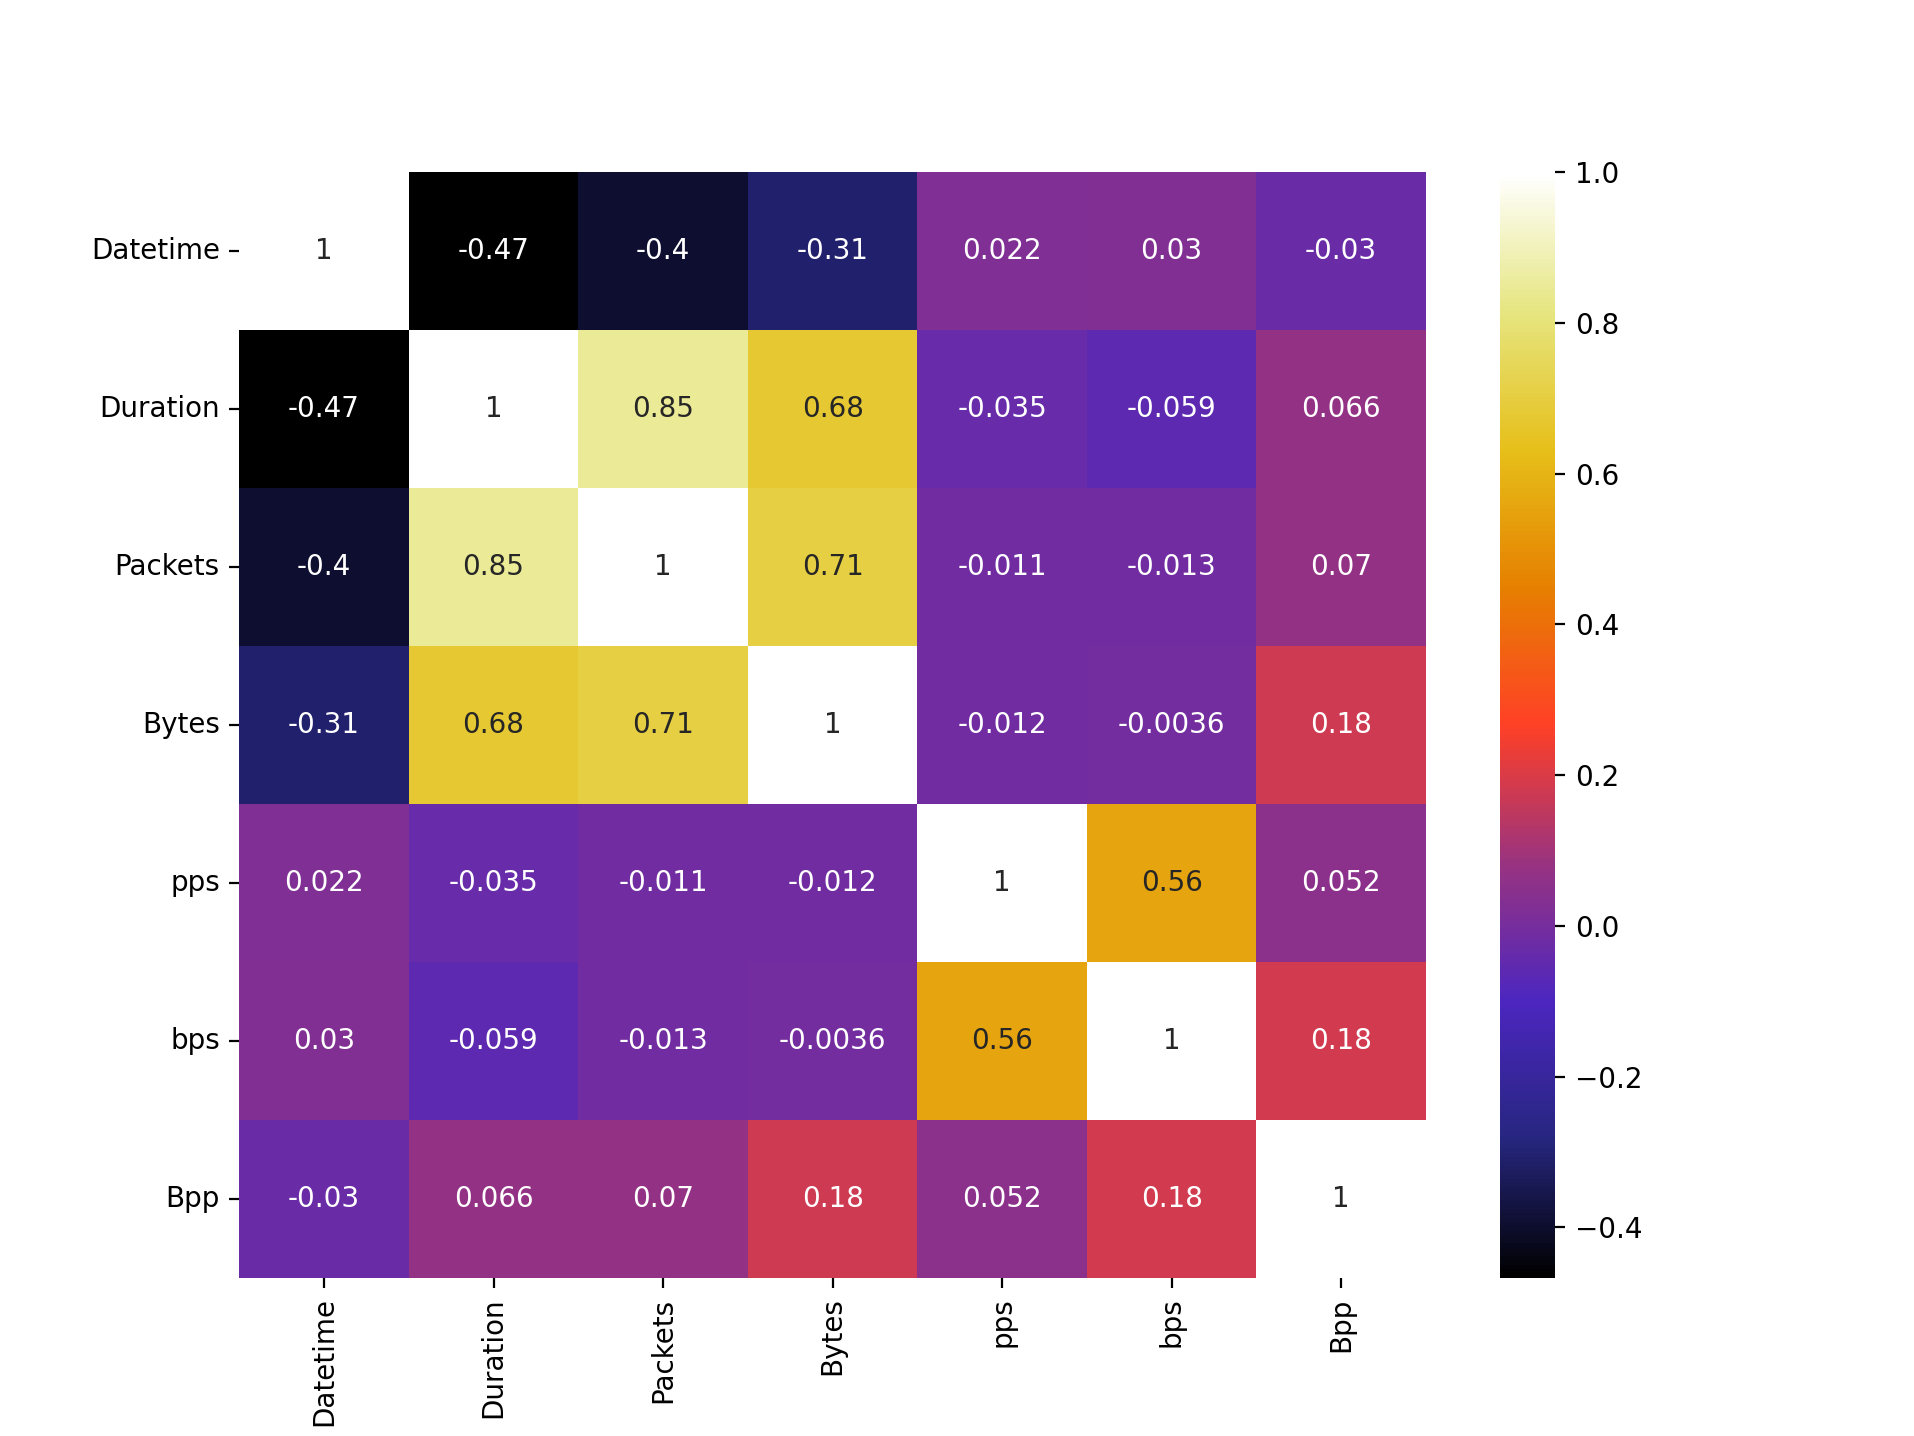 Datetime 1 -0.47 -0.4 -0.31 0.022 0.03 -0.03
Duration -0.47 1 0.85 0.68 -0.035 -0.059 0.066
Packets -0.4 0.85 1 0.71 -0.011 -0.013 0.07
Bytes -0.31 0.68 0.71 1 -0.012 -0.0036 0.18
pps 0.022 -0.035 -0.011 -0.012 1 0.56 0.052
bps 0.03 -0.059 -0.013 -0.0036 0.56 1 0.18
Bpp -0.03 0.066 0.07 0.18 0.052 0.18 1
Datetime Duration Packets Bytes pps bps Bpp
1.0
0.8
0.6
0.4
0.2
0.0
−0.2
−0.4